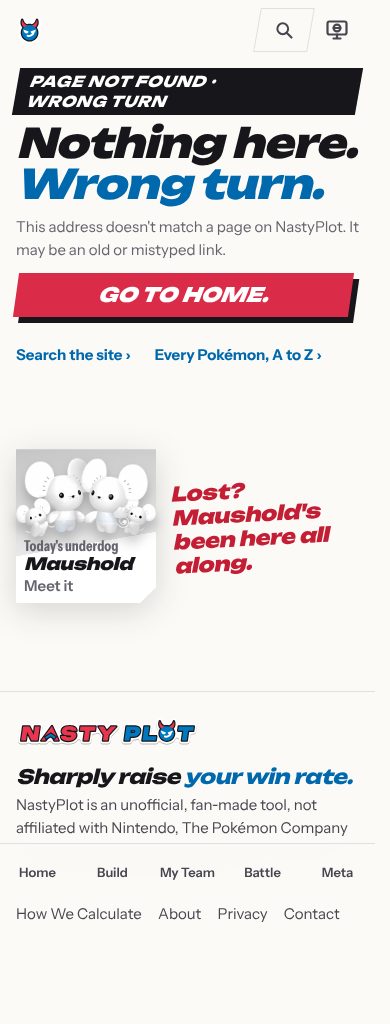 PAGE NOT FOUND •
WRONG TURN
Nothing here.
Wrong turn.
This address doesn't match a page on NastyPlot. It
may be an old or mistyped link.
GO TO HOME.
Search the site ›
Every Pokémon, A to Z ›
Today's underdog
Maushold
Meet it
Lost?
Maushold's
been here all
along.
NASTY PLOT
Sharply raise your win rate.
NastyPlot is an unofficial, fan-made tool, not
affiliated with Nintendo, The Pokémon Company
Home
Build
My Team
Battle
Meta
How We Calculate
About
Privacy
Contact